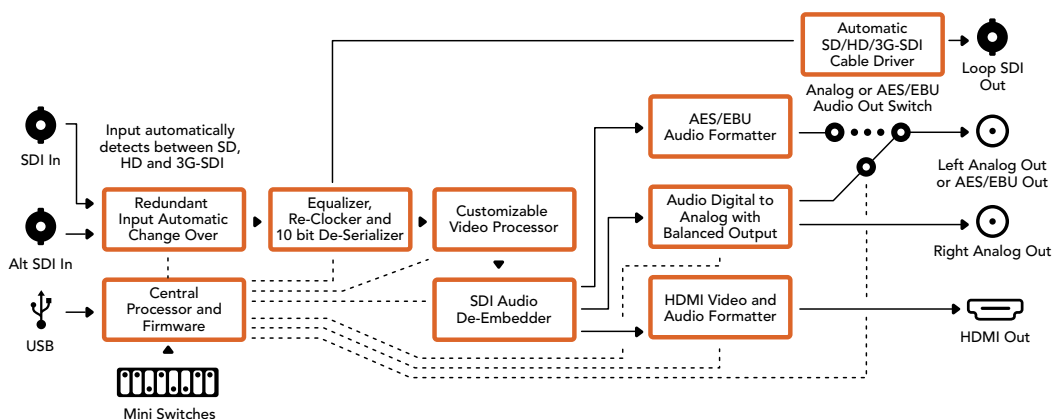 Automatic
SD/HD/3G-SDI
Cable Driver
Loop SDI
Out
Analog or AES/EBU
Audio Out Switch
AES/EBU
Audio Formatter
SDI In
Input automatically
detects between SD,
HD and 3G-SDI
Left Analog Out
or AES/EBU Out
Redundant
Input Automatic
Change Over
Equalizer,
Re-Clocker and
10 bit De-Serializer
Customizable
Video Processor
Audio Digital to
Analog with
Balanced Output
Alt SDI In
Right Analog Out
Central
Processor and
Firmware
SDI Audio
De-Embedder
HDMI Video and
Audio Formatter
USB
HDMI Out
Mini Switches